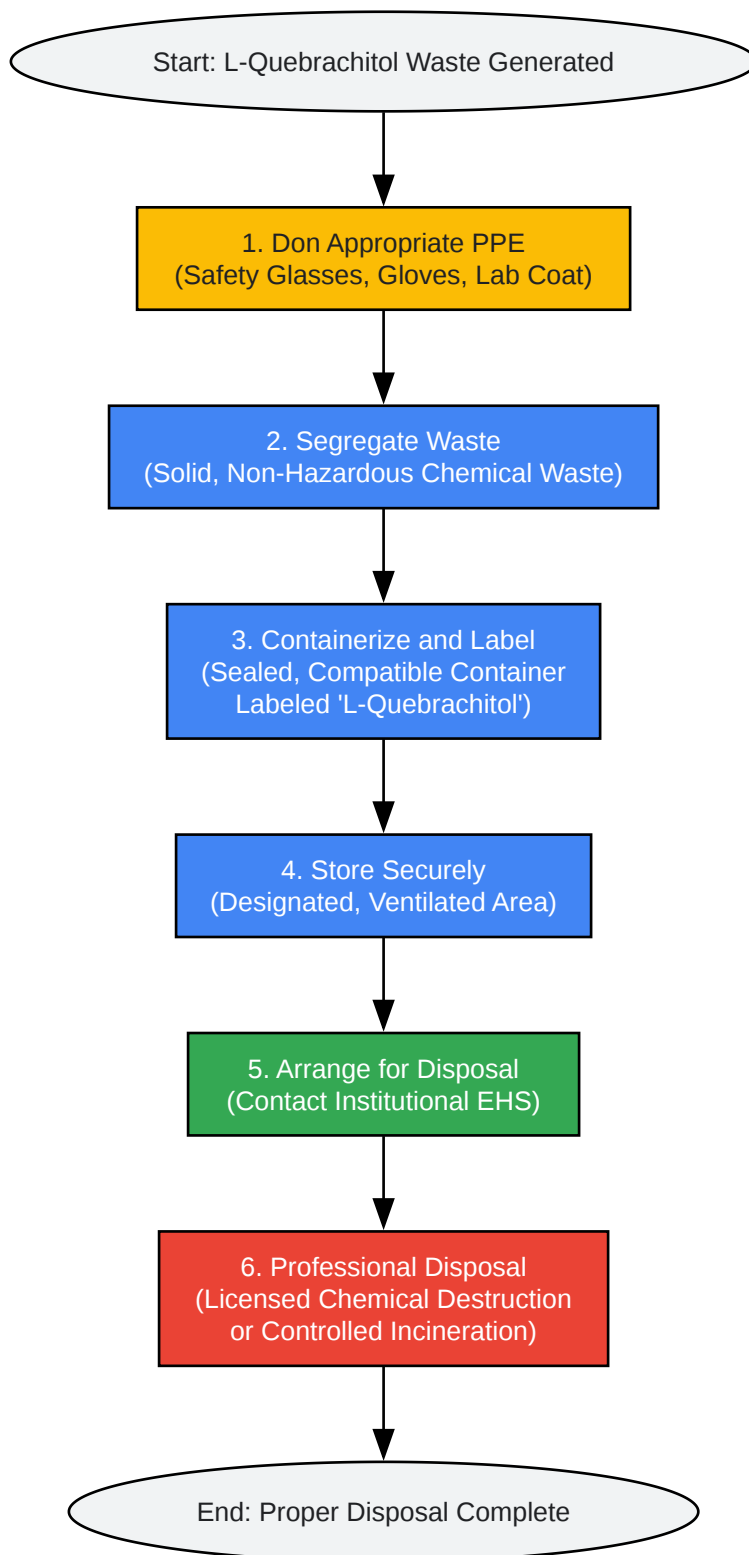 Start: L-Quebrachitol Waste Generated
1. Don Appropriate PPE
(Safety Glasses, Gloves, Lab Coat)
2. Segregate Waste
(Solid, Non-Hazardous Chemical Waste)
3. Containerize and Label
(Sealed, Compatible Container
Labeled 'L-Quebrachitol')
4. Store Securely
(Designated, Ventilated Area)
5. Arrange for Disposal
(Contact Institutional EHS)
6. Professional Disposal
(Licensed Chemical Destruction
or Controlled Incineration)
End: Proper Disposal Complete